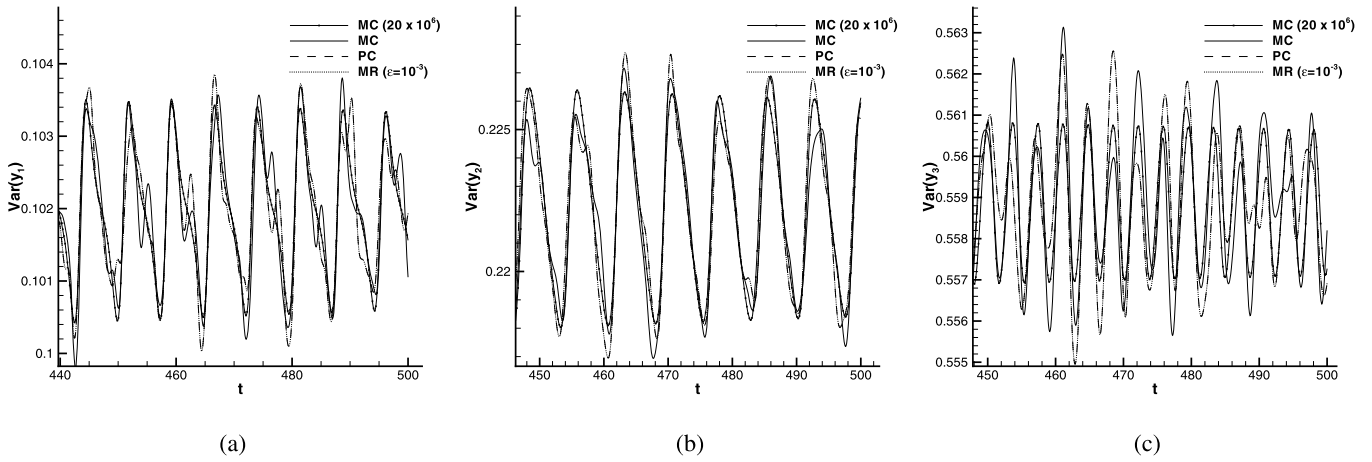 MC (20 x 10⁶)
MC
PC
MR (ε=10⁻³)
Var(y₁)
0.104
0.103
0.102
0.101
0.1
440
460
480
500
t
(a)
MC (20 x 10⁶)
MC
PC
MR (ε=10⁻³)
Var(y₂)
0.225
0.22
450
460
470
480
490
500
t
(b)
MC (20 x 10⁶)
MC
PC
MR (ε=10⁻³)
Var(y₃)
0.563
0.562
0.561
0.56
0.559
0.558
0.557
0.556
0.555
450
460
470
480
490
500
t
(c)